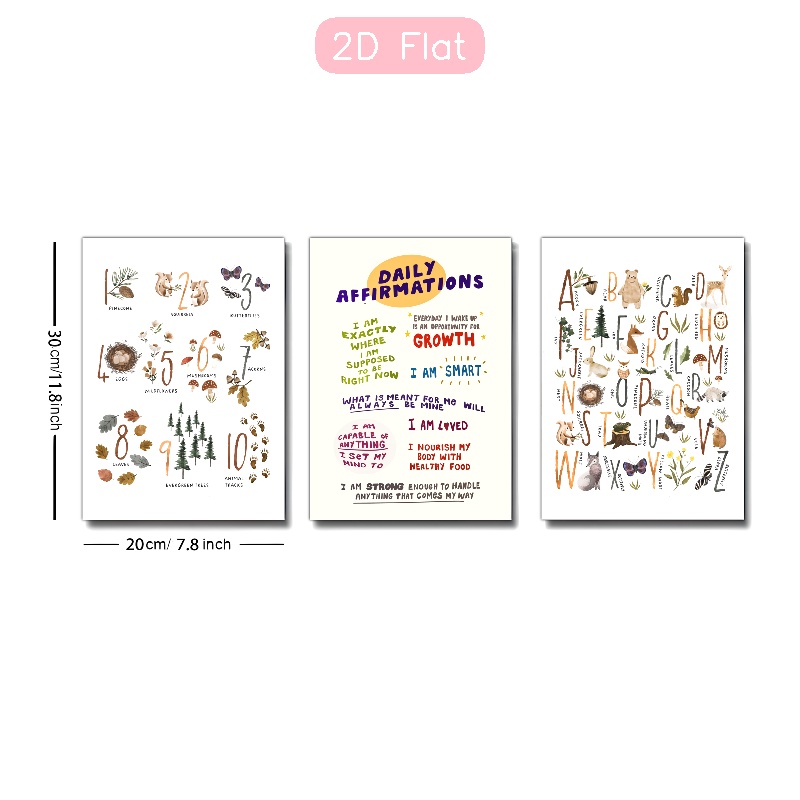 2D Flat
30cm/11.8inch
20cm/ 7.8 inch
1
PINECONE
2
SQUIRRELS
3
BUTTERFLIES
4
EGGS
5
WILDFLOWERS
6
MUSHROOMS
7
ACORNS
8
LEAVES
9
EVERGREEN TREES
10
ANIMAL
TRACKS
DAILY
AFFIRMATIONS
I AM
EXACTLY
WHERE
I AM
SUPPOSED
TO BE
RIGHT NOW
EVERYDAY I WAKE UP
IS AN OPPORTUNITY FOR
GROWTH
I AM SMART
WHAT IS MEANT FOR ME WILL
ALWAYS BE MINE
I AM
CAPABLE OF
ANYTHING
I SET MY
MIND TO
I AM LOVED
I NOURISH MY
BODY WITH
HEALTHY FOOD
I AM STRONG ENOUGH TO HANDLE
ANYTHING THAT COMES MY WAY
A B C D
E F G H
I J K L M
N O P Q R
S T U V
W X Y Z